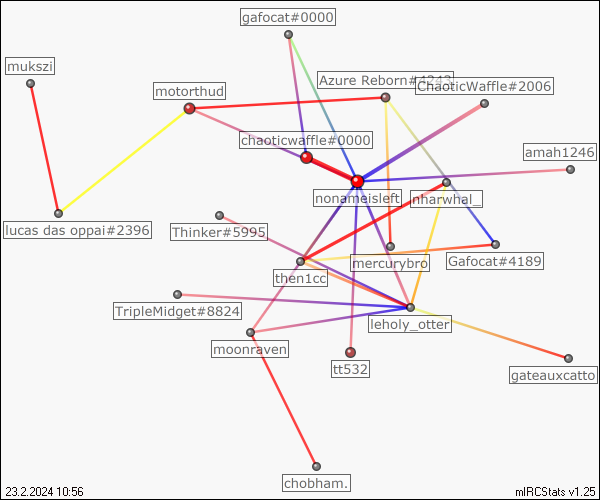 gafocat#0000
mukszi
Azure Reborn#4243
ChaoticWaffle#2006
motorthud
chaoticwaffle#0000
amah1246
nonameisleft
nharwhal_
lucas das oppai#2396
Thinker#5995
mercurybro
Gafocat#4189
then1cc
TripleMidget#8824
leholy_otter
moonraven
tt532
gateauxcatto
chobham.
23.2.2024 10:56
mIRCStats v1.25